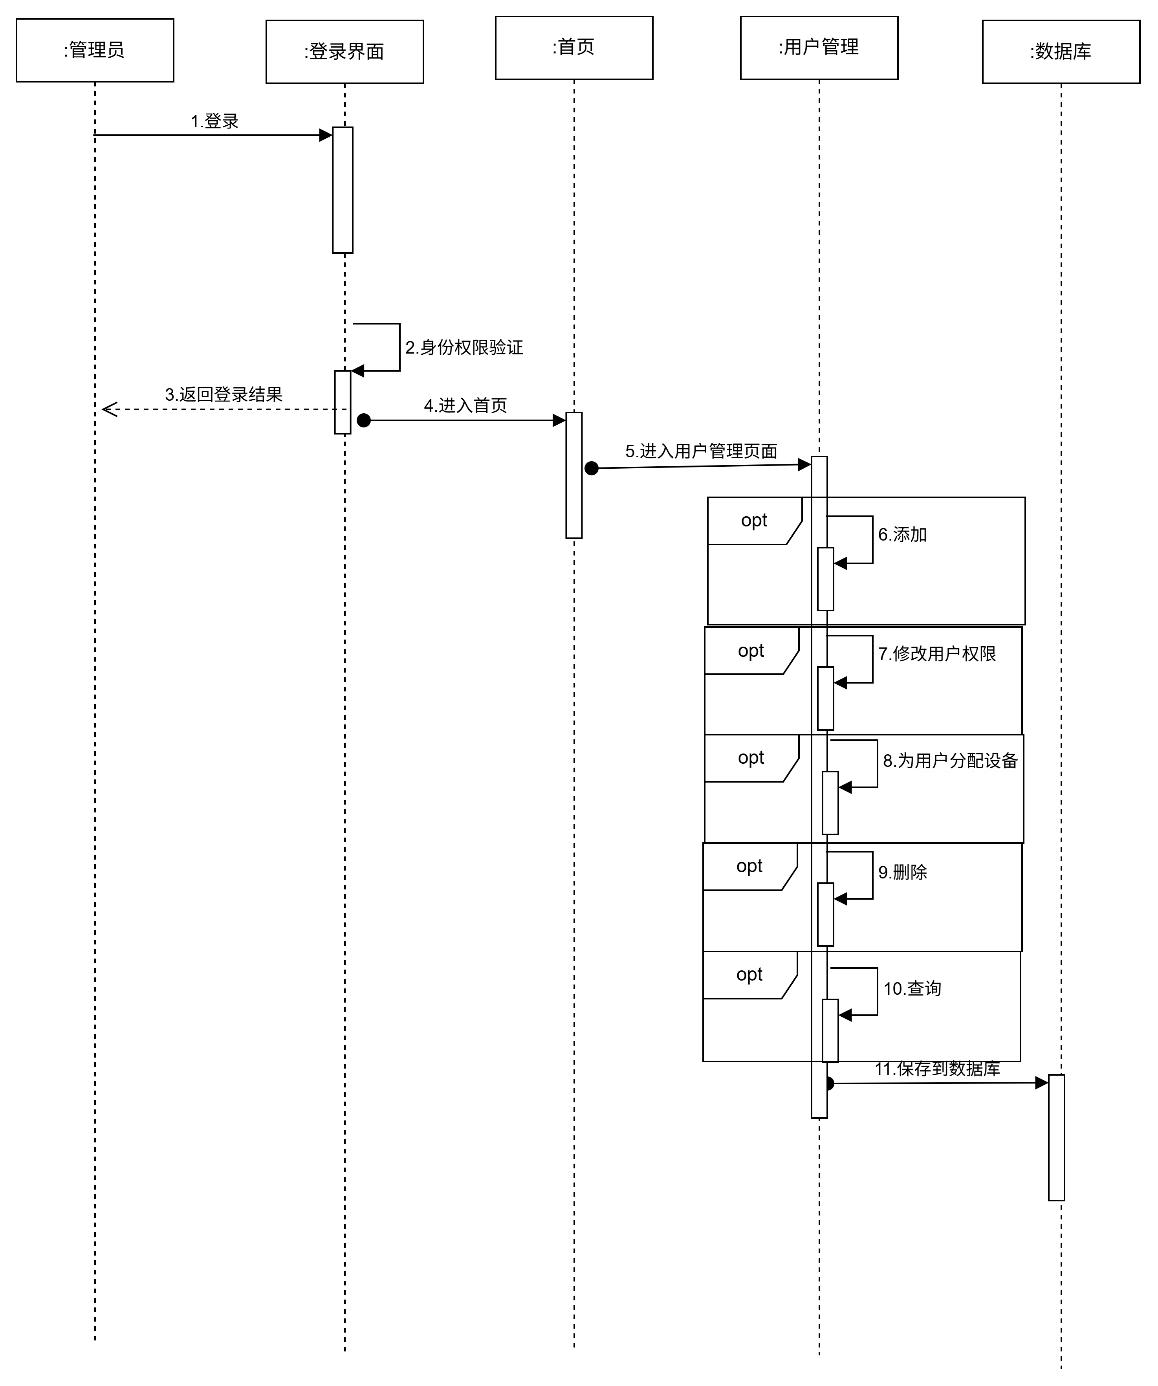 :管理员
:登录界面
:首页
:用户管理
:数据库
1.登录
2.身份权限验证
3.返回登录结果
4.进入首页
5.进入用户管理页面
opt
6.添加
opt
7.修改用户权限
opt
8.为用户分配设备
opt
9.删除
opt
10.查询
11.保存到数据库